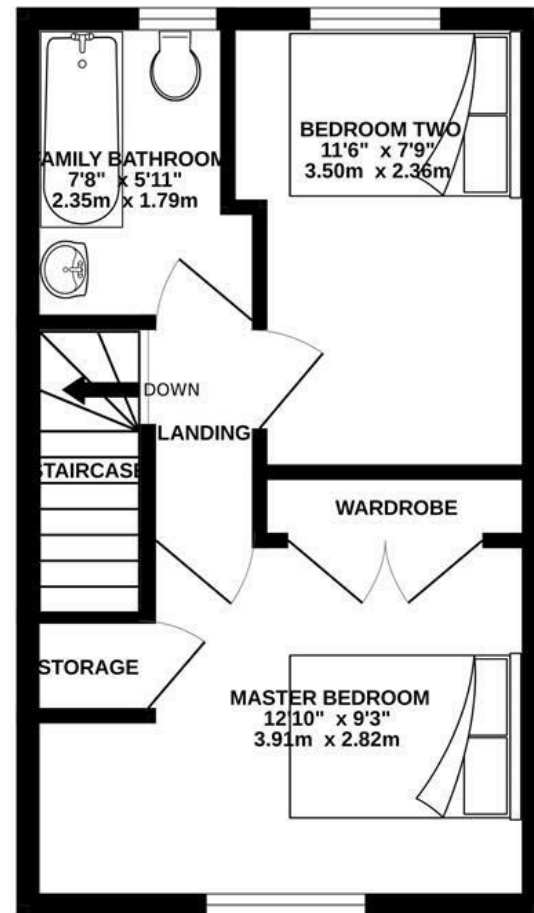 FAMILY BATHROOM
7'8" x 5'11"
2.35m x 1.79m
BEDROOM TWO
11'6" x 7'9"
3.50m x 2.36m
DOWN
LANDING
STAIRCASE
WARDROBE
STORAGE
MASTER BEDROOM
12'10" x 9'3"
3.91m x 2.82m